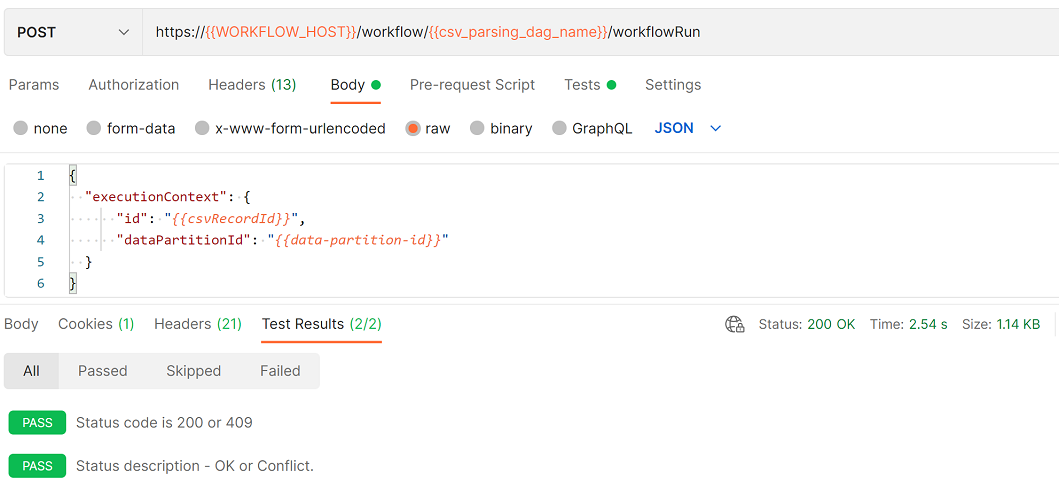 POST https://{{WORKFLOW_HOST}}/workflow/{{csv_parsing_dag_name}}/workflowRun
Params Authorization Headers (13) Body Pre-request Script Tests Settings
none form-data x-www-form-urlencoded raw binary GraphQL JSON
1 {
2 "executionContext": {
3 "id": "{{csvRecordId}}",
4 "dataPartitionId": "{{data-partition-id}}"
5 }
6 }
Body Cookies (1) Headers (21) Test Results (2/2) Status: 200 OK Time: 2.54 s Size: 1.14 KB
All Passed Skipped Failed
PASS Status code is 200 or 409
PASS Status description - OK or Conflict.